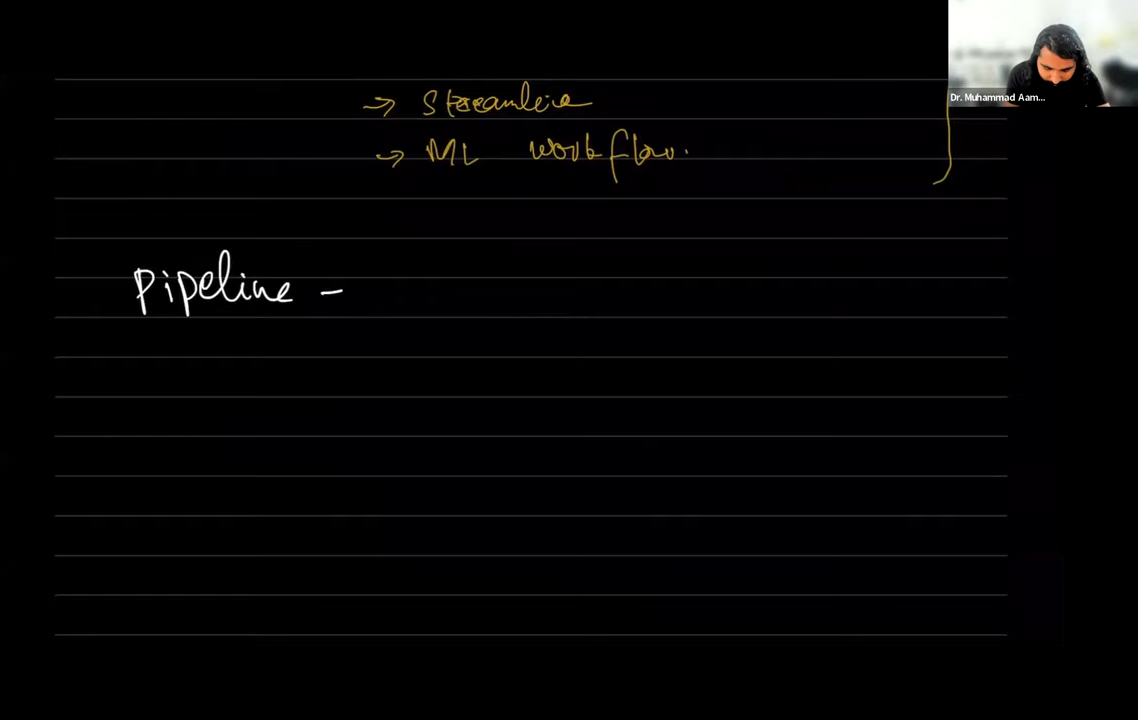 → Streamline
→ ML workflow.
Pipeline -
Dr. Muhammad Aam...